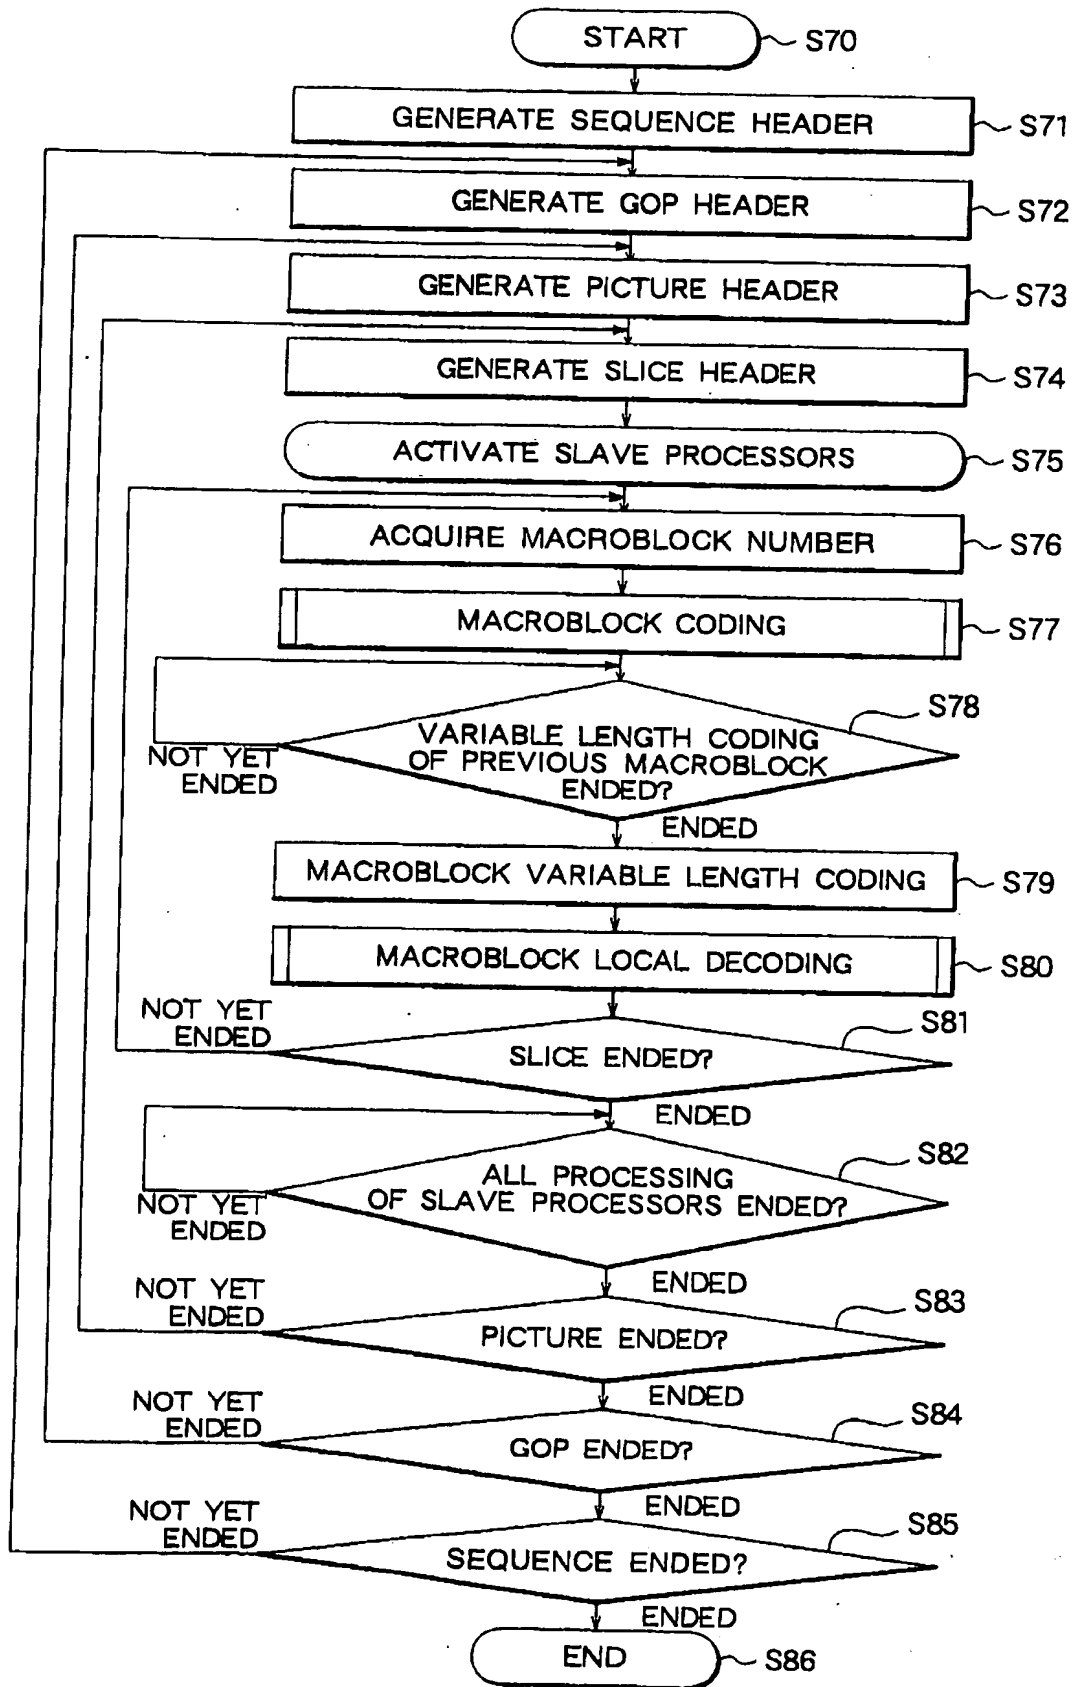 START
S70
GENERATE SEQUENCE HEADER
S71
GENERATE GOP HEADER
S72
GENERATE PICTURE HEADER
S73
GENERATE SLICE HEADER
S74
ACTIVATE SLAVE PROCESSORS
S75
ACQUIRE MACROBLOCK NUMBER
S76
MACROBLOCK CODING
S77
S78
VARIABLE LENGTH CODING
OF PREVIOUS MACROBLOCK
ENDED?
NOT YET
ENDED
ENDED
MACROBLOCK VARIABLE LENGTH CODING
S79
MACROBLOCK LOCAL DECODING
S80
NOT YET
ENDED
S81
SLICE ENDED?
ENDED
S82
ALL PROCESSING
OF SLAVE PROCESSORS ENDED?
NOT YET
ENDED
ENDED
NOT YET
ENDED
S83
PICTURE ENDED?
ENDED
NOT YET
ENDED
S84
GOP ENDED?
ENDED
NOT YET
ENDED
S85
SEQUENCE ENDED?
ENDED
END
S86